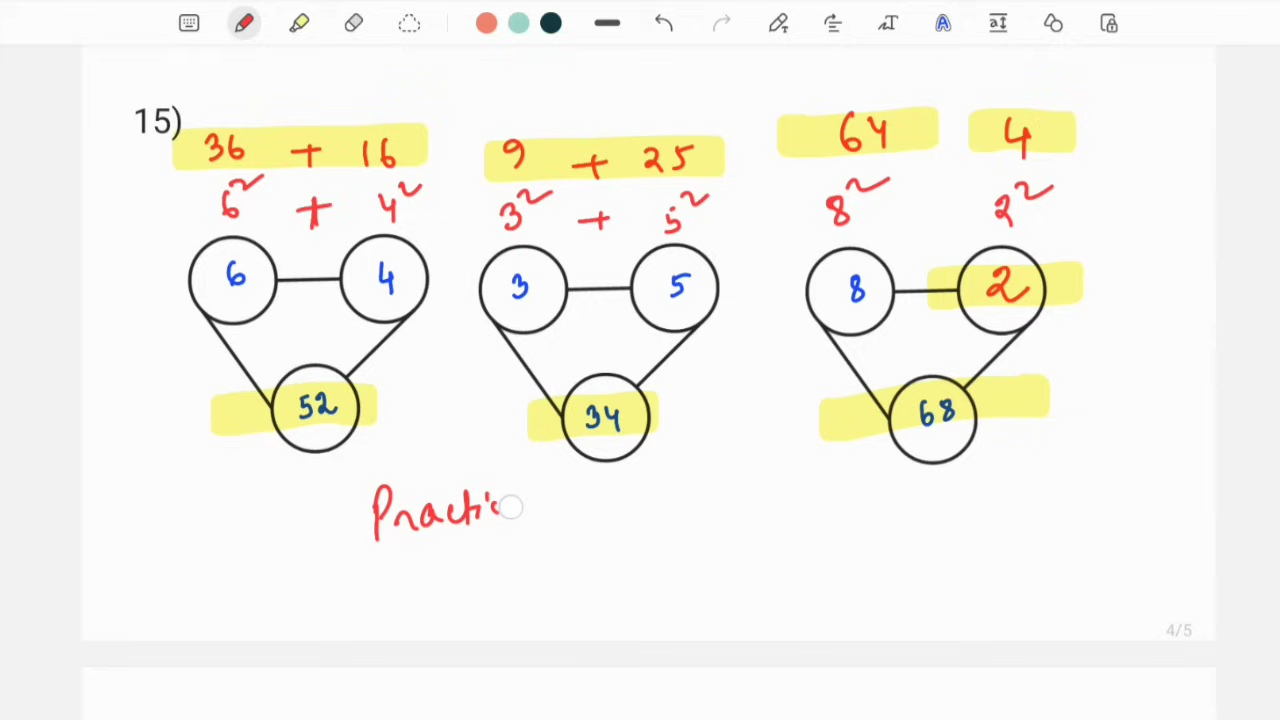 15)
36 + 16 9 + 25 64 4
6² + 4² 3² + 5² 8² 2²
6 4 3 5 8 2
52 34 68
Practi
4/5